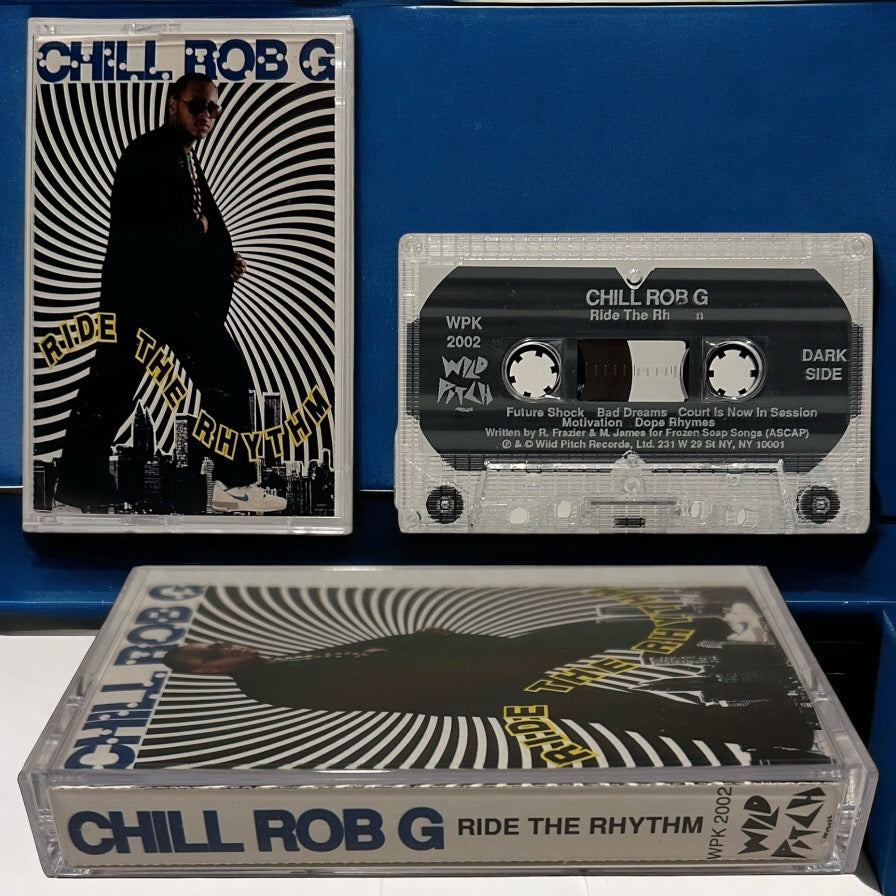 CHILL ROB G
RIDE THE RHYTHM
CHILL ROB G
Ride The Rh n
WPK
2002
WILD
PITCH
DARK
SIDE
Future Shock Bad Dreams Court Is Now In Session
Motivation Dope Rhymes
Written by R. Frazier & M. James for Frozen Soap Songs (ASCAP)
℗ & © Wild Pitch Records, Ltd. 231 W 29 St NY, NY 10001
CHILL ROB G
RIDE THE RHYTHM
CHILL ROB G RIDE THE RHYTHM
WPK 2002
WILD
PITCH